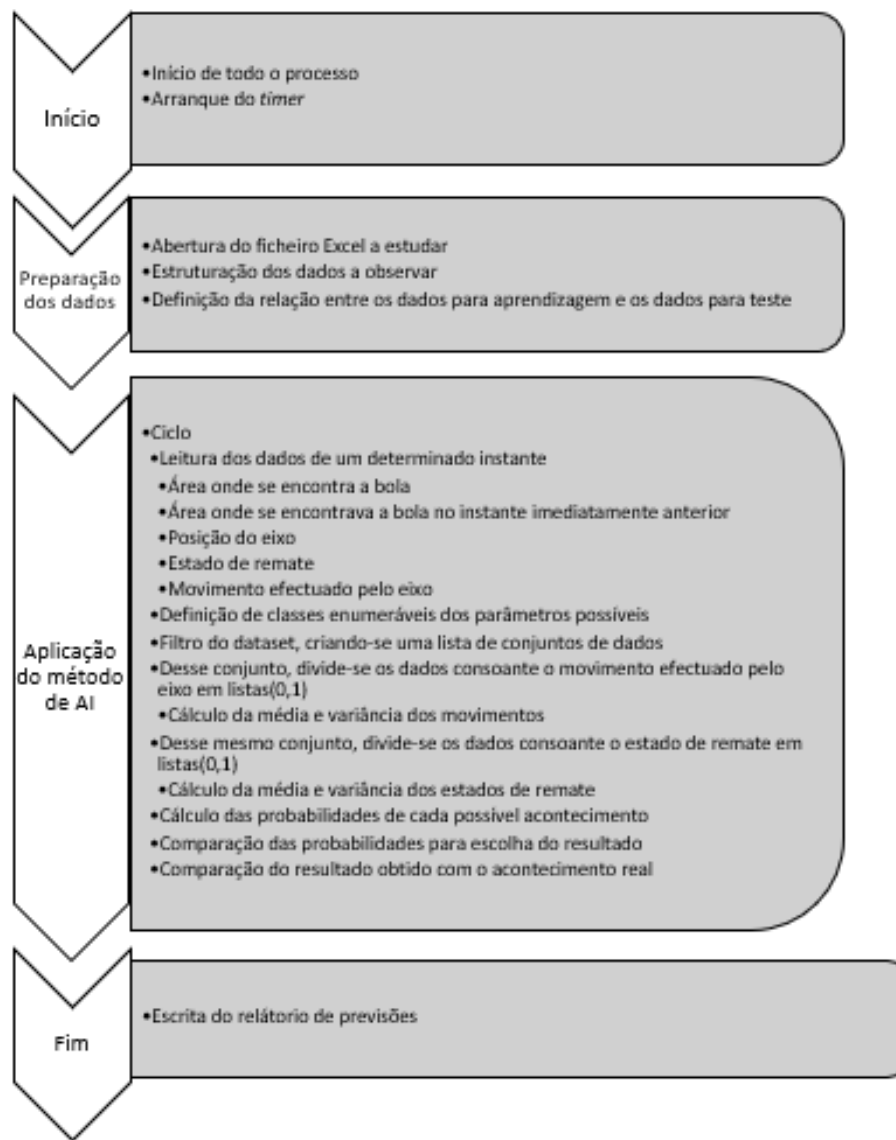 Início
•Início de todo o processo
•Arranque do timer
Preparação
dos dados
•Abertura do ficheiro Excel a estudar
•Estruturação dos dados a observar
•Definição da relação entre os dados para aprendizagem e os dados para teste
Aplicação
do método
de AI
•Ciclo
•Leitura dos dados de um determinado instante
•Área onde se encontra a bola
•Área onde se encontrava a bola no instante imediatamente anterior
•Posição do eixo
•Estado de remate
•Movimento efectuado pelo eixo
•Definição de classes enumeráveis dos parâmetros possíveis
•Filtro do dataset, criando-se uma lista de conjuntos de dados
•Desse conjunto, divide-se os dados consoante o movimento efectuado pelo
eixo em listas(0,1)
•Cálculo da média e variância dos movimentos
•Desse mesmo conjunto, divide-se os dados consoante o estado de remate em
listas(0,1)
•Cálculo da média e variância dos estados de remate
•Cálculo das probabilidades de cada possível acontecimento
•Comparação das probabilidades para escolha do resultado
•Comparação do resultado obtido com o acontecimento real
Fim
•Escrita do relátorio de previsões